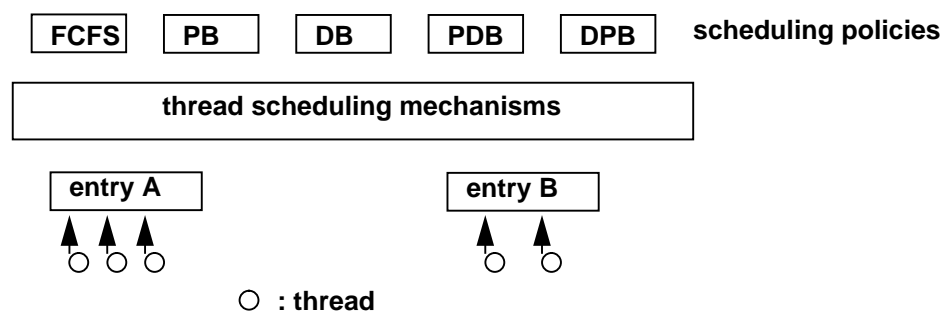 FCFS PB DB PDB DPB scheduling policies
thread scheduling mechanisms
entry A entry B
: thread